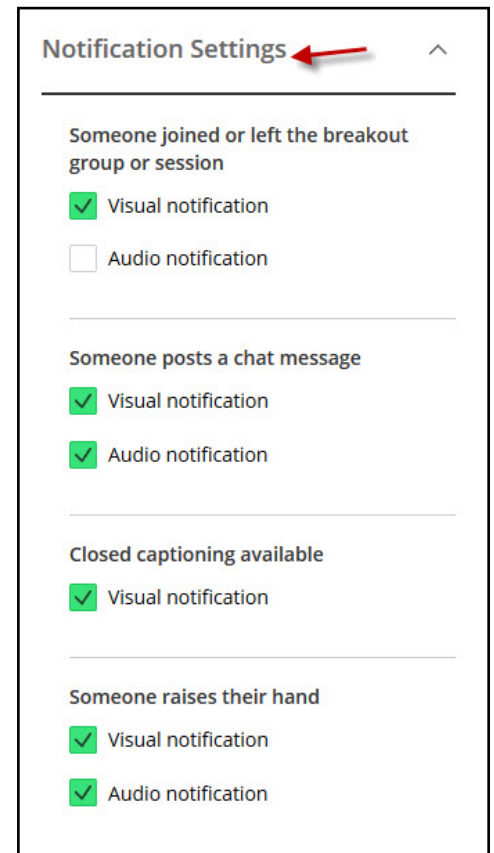 Notification Settings
Someone joined or left the breakout
group or session
Visual notification
Audio notification
Someone posts a chat message
Visual notification
Audio notification
Closed captioning available
Visual notification
Someone raises their hand
Visual notification
Audio notification